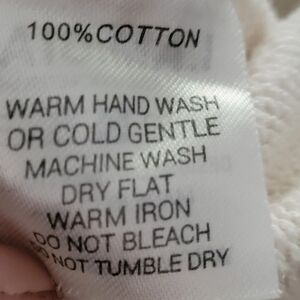 100%COTTON
WARM HAND WASH
OR COLD GENTLE
MACHINE WASH
DRY FLAT
WARM IRON
DO NOT BLEACH
DO NOT TUMBLE DRY